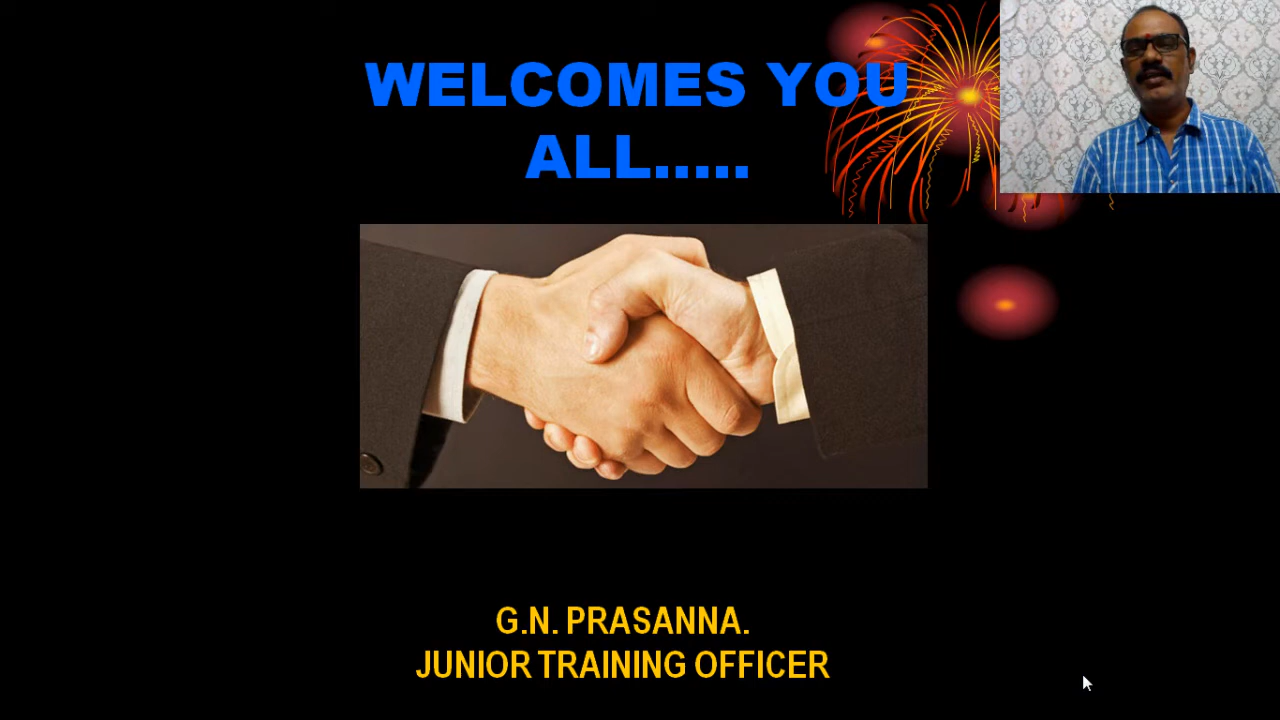 WELCOMES YOU
ALL.....
G.N. PRASANNA.
JUNIOR TRAINING OFFICER